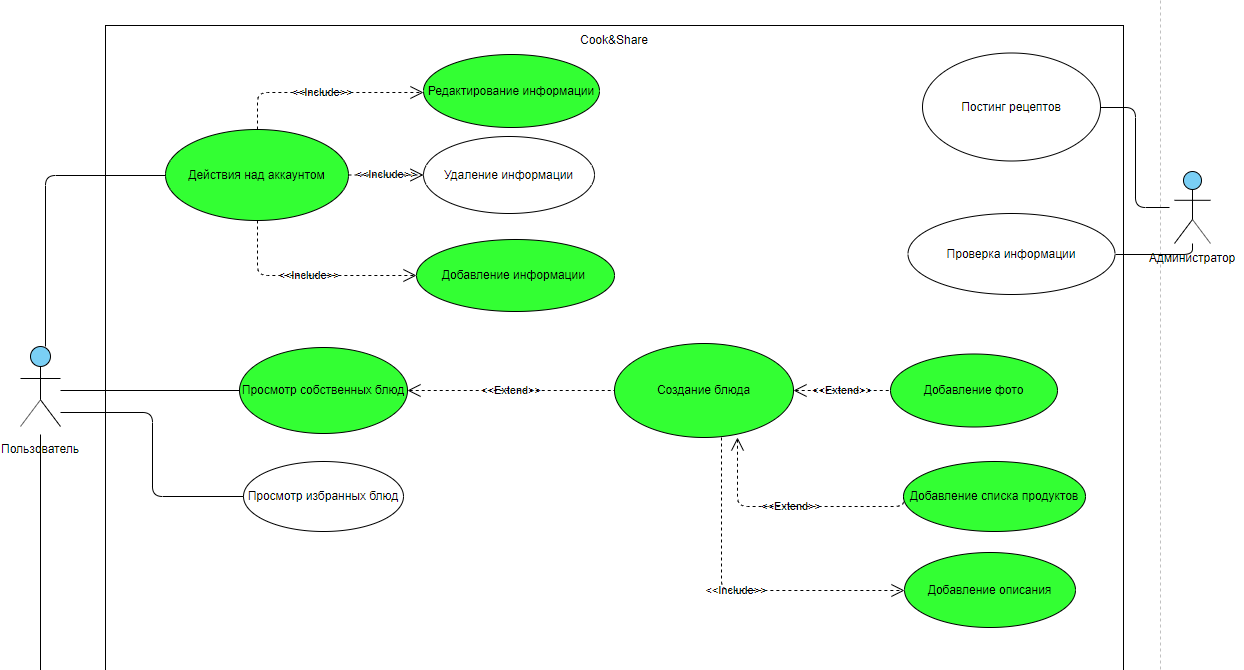 Cook&Share
<<Include>>
Редактирование информации
Постинг рецептов
Действия над аккаунтом
<<Include>>
Удаление информации
Проверка информации
Администратор
<<Include>>
Добавление информации
Просмотр собственных блюд
<<Extend>>
Создание блюда
<<Extend>>
Добавление фото
Пользователь
Просмотр избранных блюд
<<Extend>>
Добавление списка продуктов
<<Include>>
Добавление описания